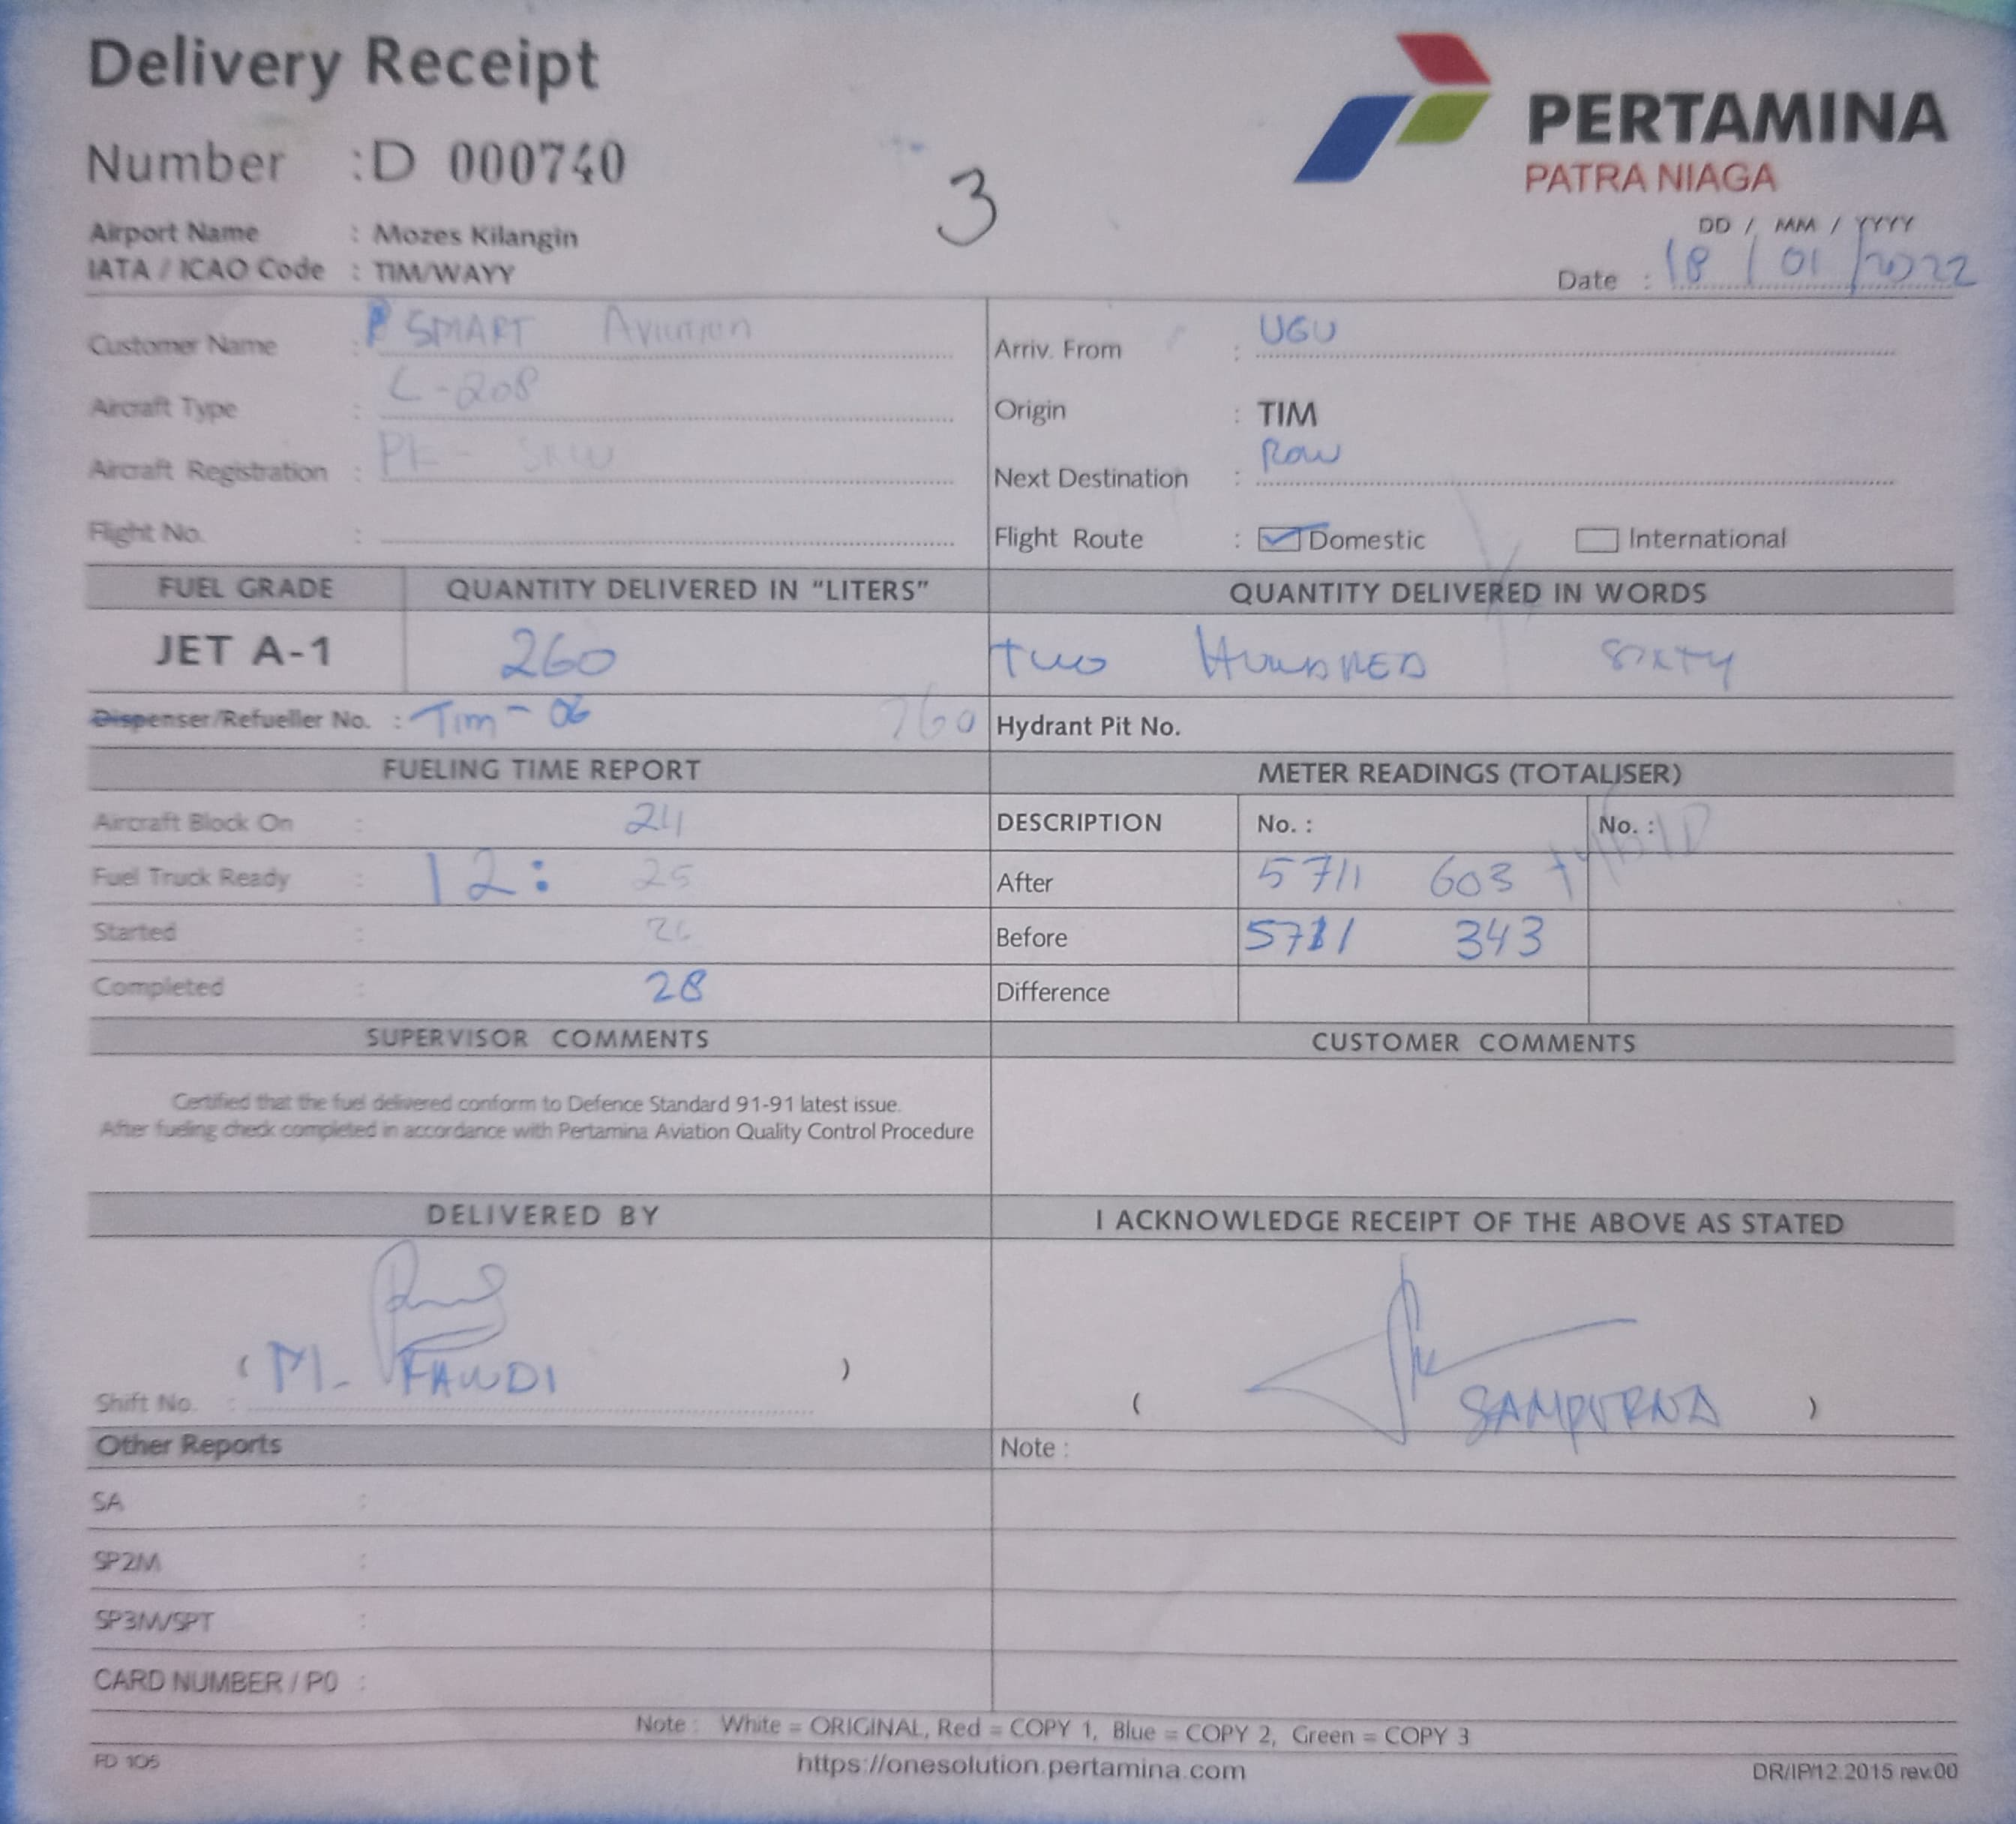 Delivery Receipt
Number : D 000740
3
PERTAMINA
PATRA NIAGA
Airport Name : Mozes Kilangin
IATA / ICAO Code : TIM/WAYY
DD / MM / YYYY
Date : 18 / 01 / 2022
Customer Name : SMART Aviation
Aircraft Type : C-208
Aircraft Registration : PK-
Flight No. :
Arriv. From : UGU
Origin : TIM
Next Destination :
Flight Route : Domestic International
FUEL GRADE QUANTITY DELIVERED IN "LITERS" QUANTITY DELIVERED IN WORDS
JET A-1 260 TWO HUNDRED SIXTY
Dispenser/Refueller No. : Tim-06 260 Hydrant Pit No.
FUELING TIME REPORT
Aircraft Block On : 24
Fuel Truck Ready : 12: 25
Started : 26
Completed : 28
METER READINGS (TOTALISER)
DESCRIPTION No. : No. :
After 5711 603
Before 5711 343
Difference
SUPERVISOR COMMENTS
Certified that the fuel delivered conform to Defence Standard 91-91 latest issue.
After fueling check completed in accordance with Pertamina Aviation Quality Control Procedure
CUSTOMER COMMENTS
DELIVERED BY
( M. FAWDI )
Shift No. :
I ACKNOWLEDGE RECEIPT OF THE ABOVE AS STATED
( SAMPURNA )
Other Reports
SA :
SP2M :
SP3M/SPT :
CARD NUMBER / P0 :
Note :
Note : White = ORIGINAL, Red = COPY 1, Blue = COPY 2, Green = COPY 3
FD 105
https://onesolution.pertamina.com
DR/IP/12.2015 rev.00